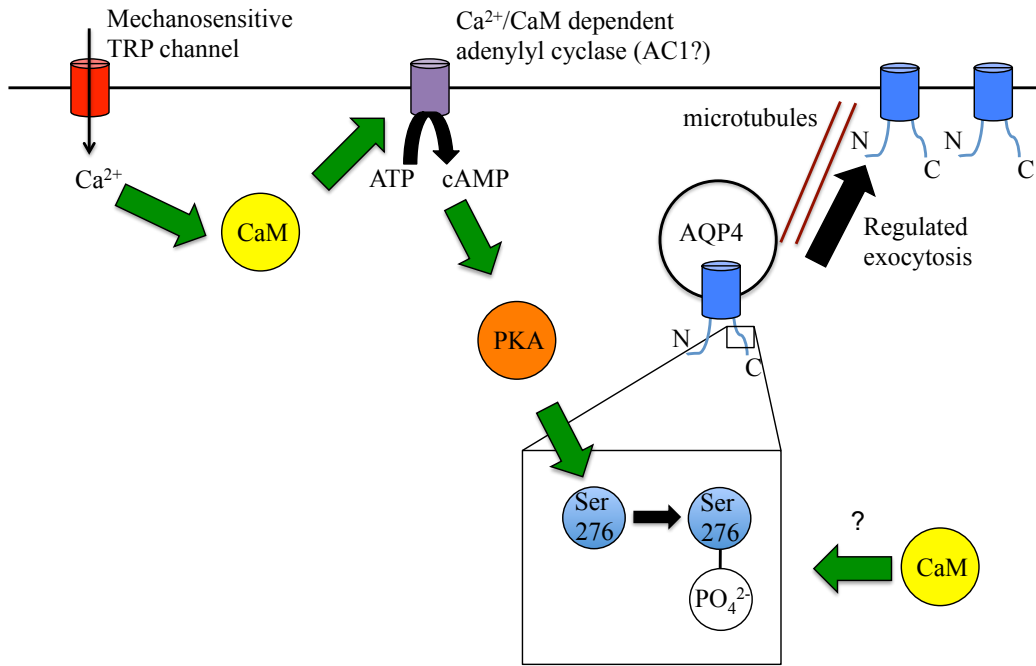 Mechanosensitive
TRP channel
Ca²⁺/CaM dependent
adenylyl cyclase (AC1?)
microtubules
N
C
N
C
Ca²⁺
ATP
cAMP
CaM
AQP4
Regulated
exocytosis
N
C
PKA
Ser
276
Ser
276
PO₄²⁻
?
CaM